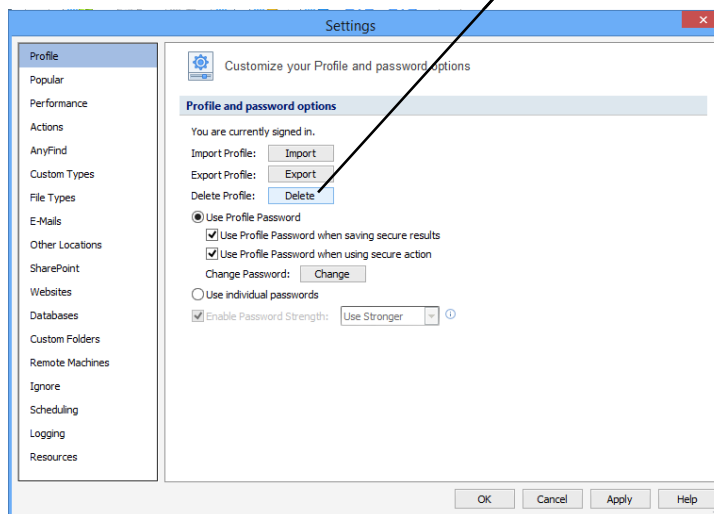 Settings
Profile
Popular
Performance
Actions
AnyFind
Custom Types
File Types
E-Mails
Other Locations
SharePoint
Websites
Databases
Custom Folders
Remote Machines
Ignore
Scheduling
Logging
Resources
Customize your Profile and password options
Profile and password options
You are currently signed in.
Import Profile: Import
Export Profile: Export
Delete Profile: Delete
Use Profile Password
Use Profile Password when saving secure results
Use Profile Password when using secure action
Change Password: Change
Use individual passwords
Enable Password Strength: Use Stronger
OK Cancel Apply Help